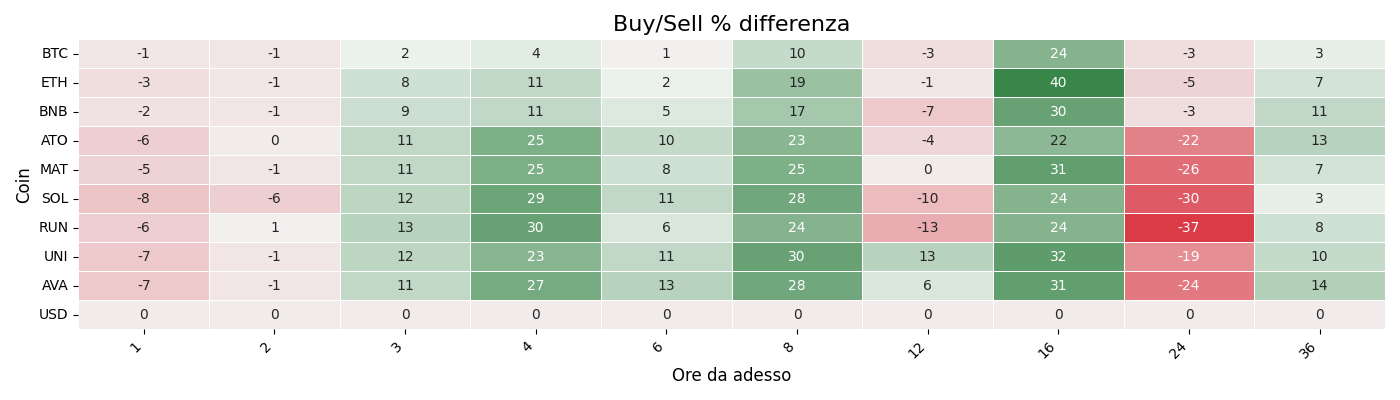 Buy/Sell % differenza
Coin
BTC -1 -1 2 4 1 10 -3 24 -3 3
ETH -3 -1 8 11 2 19 -1 40 -5 7
BNB -2 -1 9 11 5 17 -7 30 -3 11
ATO -6 0 11 25 10 23 -4 22 -22 13
MAT -5 -1 11 25 8 25 0 31 -26 7
SOL -8 -6 12 29 11 28 -10 24 -30 3
RUN -6 1 13 30 6 24 -13 24 -37 8
UNI -7 -1 12 23 11 30 13 32 -19 10
AVA -7 -1 11 27 13 28 6 31 -24 14
USD 0 0 0 0 0 0 0 0 0 0
1 2 3 4 6 8 12 16 24 36
Ore da adesso